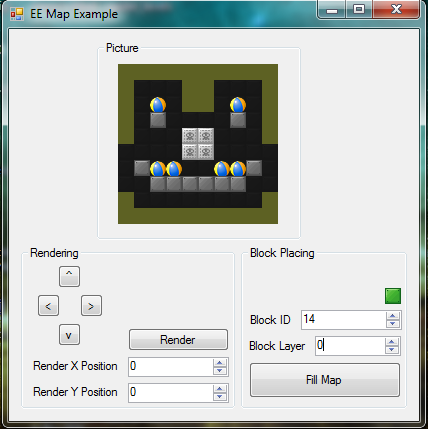 EE Map Example
Picture
Rendering
^
<
>
v
Render
Render X Position 0
Render Y Position 0
Block Placing
Block ID 14
Block Layer 0
Fill Map